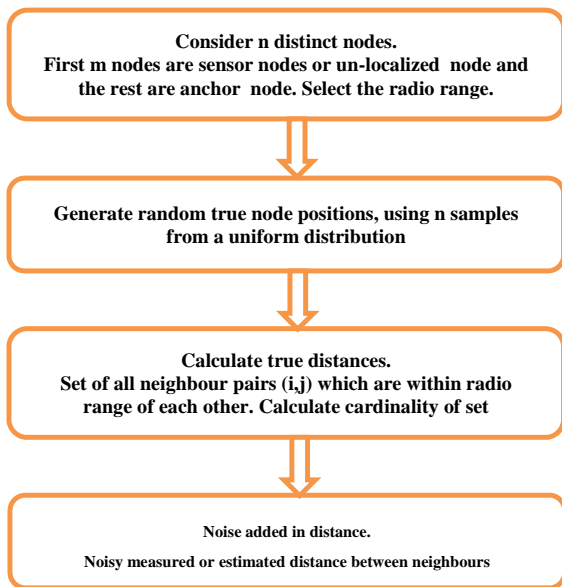 Consider n distinct nodes.
First m nodes are sensor nodes or un-localized node and
the rest are anchor node. Select the radio range.
Generate random true node positions, using n samples
from a uniform distribution
Calculate true distances.
Set of all neighbour pairs (i,j) which are within radio
range of each other. Calculate cardinality of set
Noise added in distance.
Noisy measured or estimated distance between neighbours